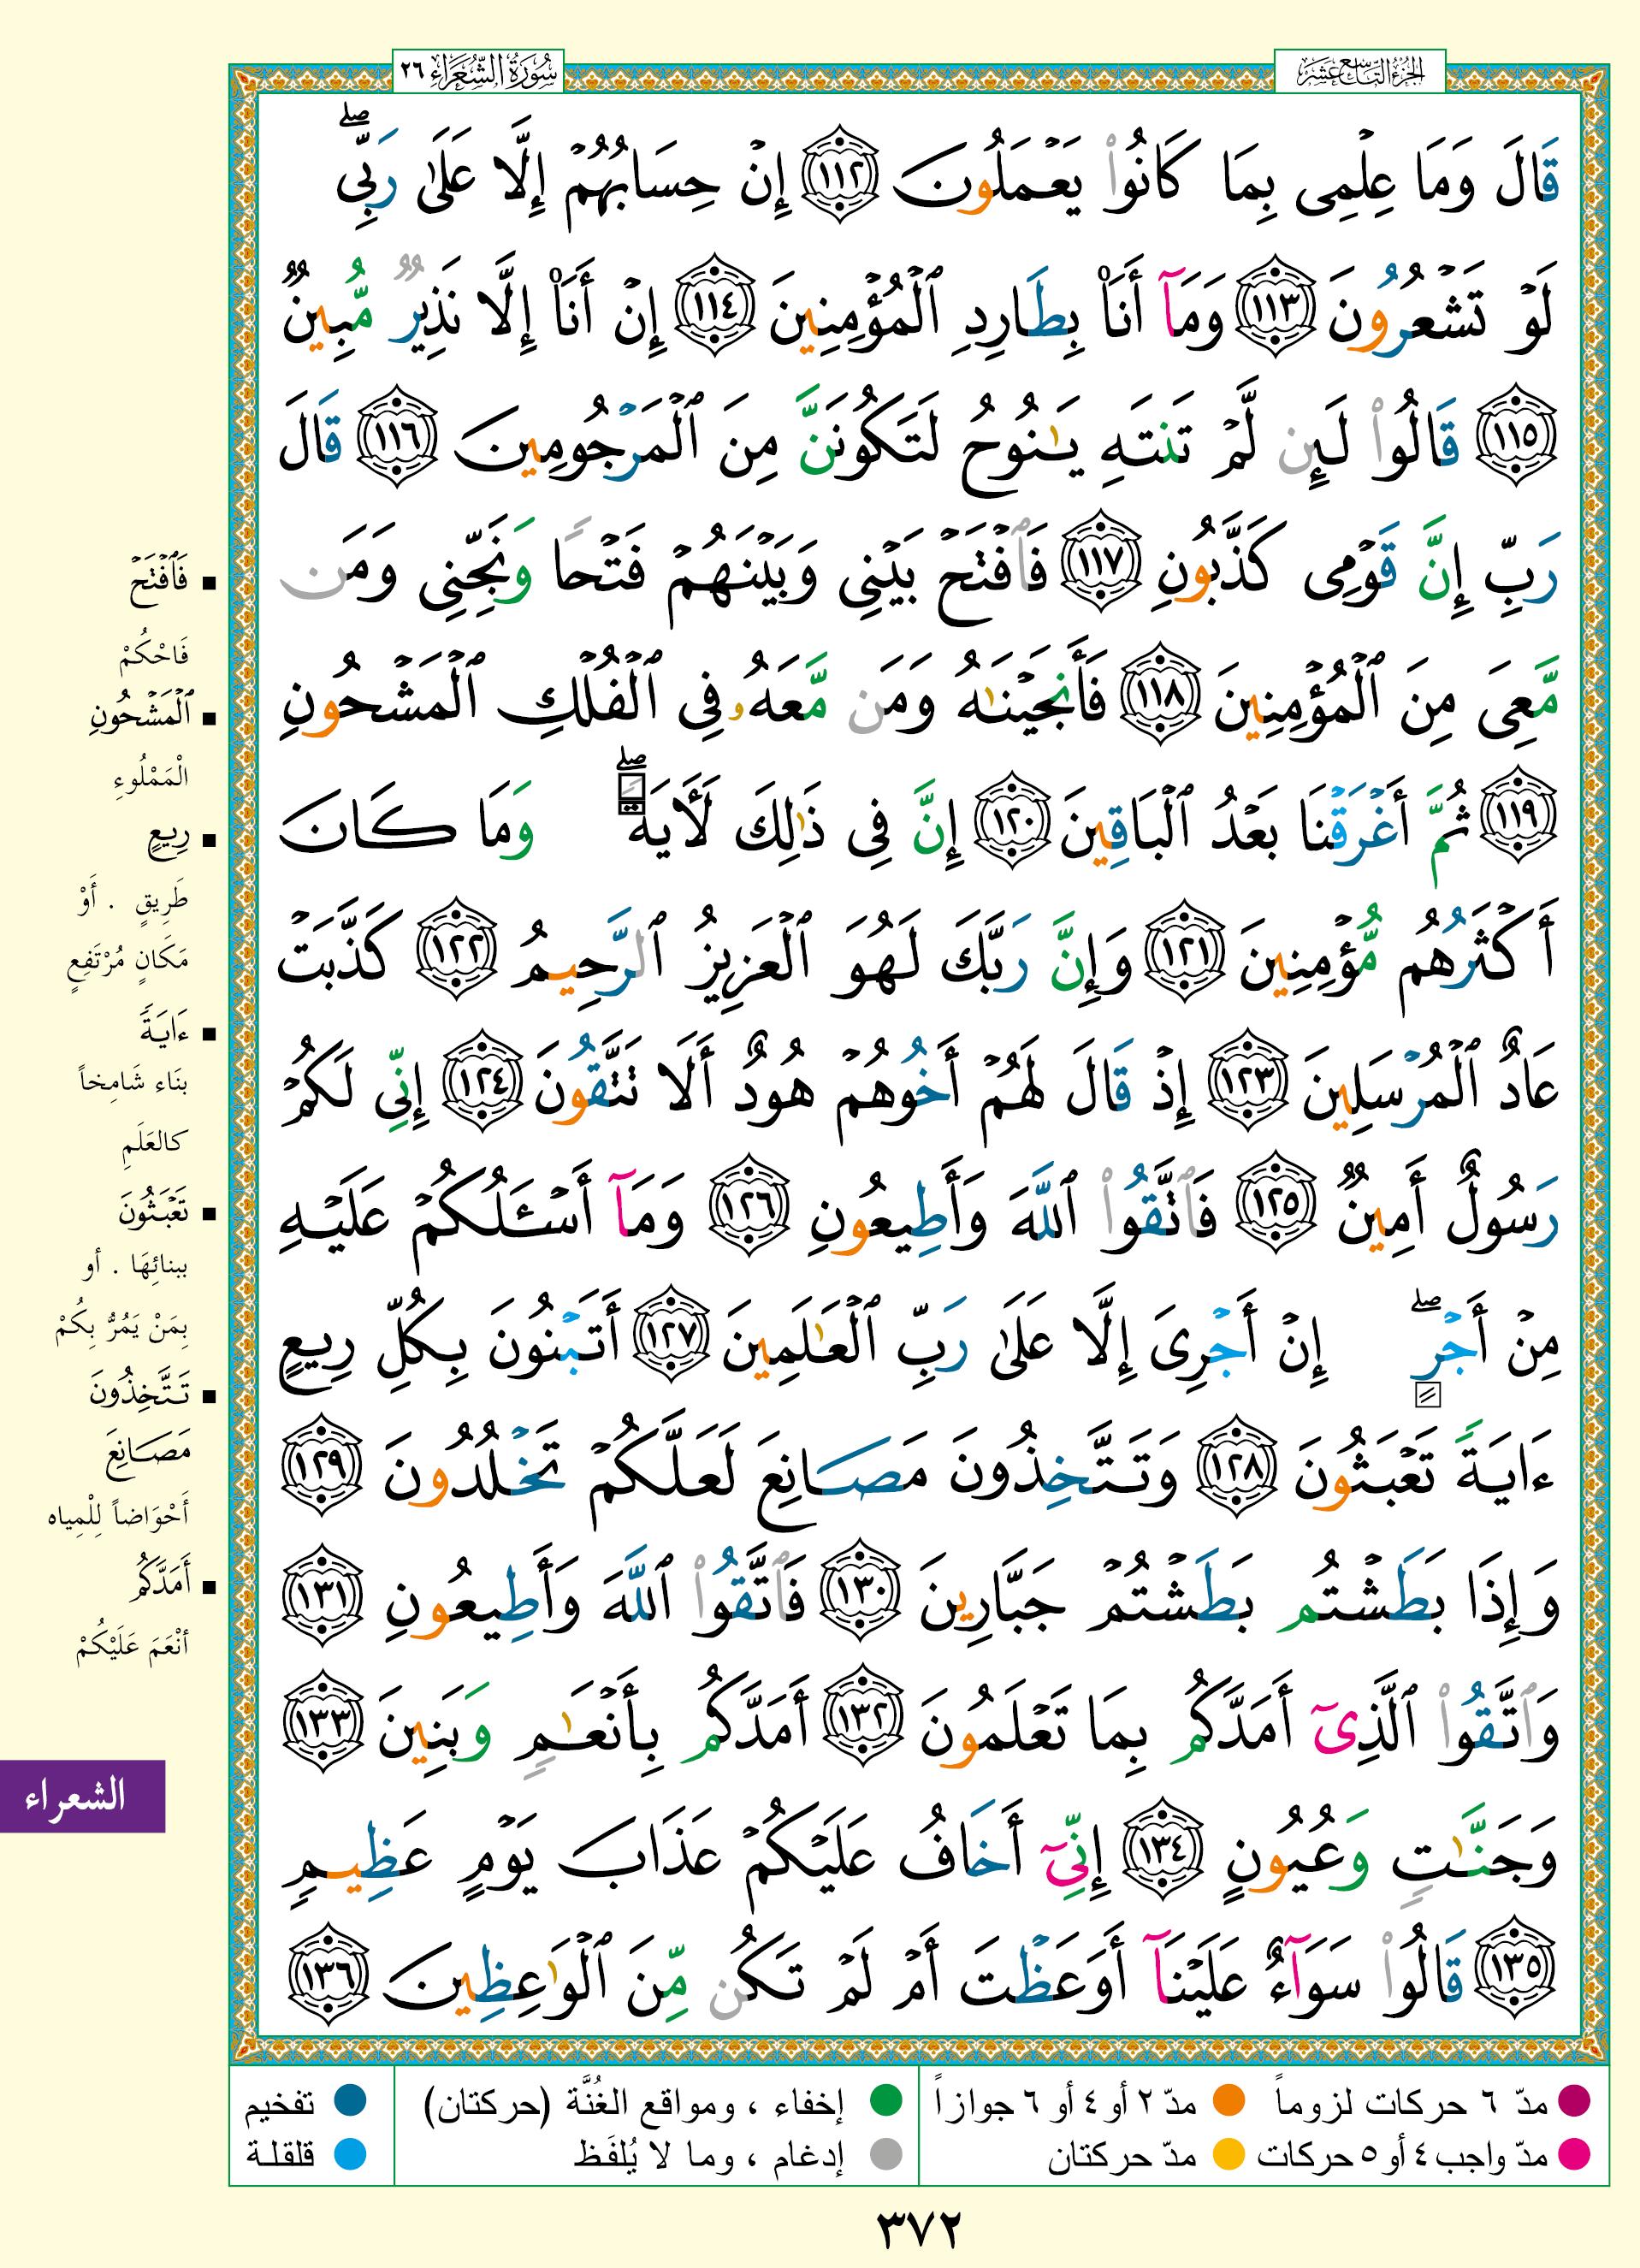 الجزء التاسع عشر
سُورَةُ الشُّعَرَاءِ ٢٦
قَالَ وَمَا عِلْمِى بِمَا كَانُوا۟ يَعْمَلُونَ ١١٢ إِنْ حِسَابُهُمْ إِلَّا عَلَىٰ رَبِّى ۖ
لَوْ تَشْعُرُونَ ١١٣ وَمَآ أَنَا۠ بِطَارِدِ ٱلْمُؤْمِنِينَ ١١٤ إِنْ أَنَا۠ إِلَّا نَذِيرٌ مُّبِينٌ
١١٥ قَالُوا۟ لَئِن لَّمْ تَنتَهِ يَـٰنُوحُ لَتَكُونَنَّ مِنَ ٱلْمَرْجُومِينَ ١١٦ قَالَ
رَبِّ إِنَّ قَوْمِى كَذَّبُونِ ١١٧ فَٱفْتَحْ بَيْنِى وَبَيْنَهُمْ فَتْحًا وَنَجِّنِى وَمَن
مَّعِىَ مِنَ ٱلْمُؤْمِنِينَ ١١٨ فَأَنجَيْنَـٰهُ وَمَن مَّعَهُۥ فِى ٱلْفُلْكِ ٱلْمَشْحُونِ
١١٩ ثُمَّ أَغْرَقْنَا بَعْدُ ٱلْبَاقِينَ ١٢٠ إِنَّ فِى ذَٰلِكَ لَأَيَةً ۖ وَمَا كَانَ
أَكْثَرُهُم مُّؤْمِنِينَ ١٢١ وَإِنَّ رَبَّكَ لَهُوَ ٱلْعَزِيزُ ٱلرَّحِيمُ ١٢٢ كَذَّبَتْ
عَادٌ ٱلْمُرْسَلِينَ ١٢٣ إِذْ قَالَ لَهُمْ أَخُوهُمْ هُودٌ أَلَا تَتَّقُونَ ١٢٤ إِنِّى لَكُمْ
رَسُولٌ أَمِينٌ ١٢٥ فَٱتَّقُوا۟ ٱللَّهَ وَأَطِيعُونِ ١٢٦ وَمَآ أَسْـَٔلُكُمْ عَلَيْهِ
مِنْ أَجْرٍ ۖ إِنْ أَجْرِىَ إِلَّا عَلَىٰ رَبِّ ٱلْعَـٰلَمِينَ ١٢٧ أَتَبْنُونَ بِكُلِّ رِيعٍ
ءَايَةً تَعْبَثُونَ ١٢٨ وَتَتَّخِذُونَ مَصَانِعَ لَعَلَّكُمْ تَخْلُدُونَ ١٢٩
وَإِذَا بَطَشْتُم بَطَشْتُمْ جَبَّارِينَ ١٣٠ فَٱتَّقُوا۟ ٱللَّهَ وَأَطِيعُونِ ١٣١
وَٱتَّقُوا۟ ٱلَّذِىٓ أَمَدَّكُم بِمَا تَعْلَمُونَ ١٣٢ أَمَدَّكُم بِأَنْعَـٰمٍ وَبَنِينَ ١٣٣
وَجَنَّـٰتٍ وَعُيُونٍ ١٣٤ إِنِّىٓ أَخَافُ عَلَيْكُمْ عَذَابَ يَوْمٍ عَظِيمٍ
١٣٥ قَالُوا۟ سَوَآءٌ عَلَيْنَآ أَوَعَظْتَ أَمْ لَمْ تَكُن مِّنَ ٱلْوَٰعِظِينَ ١٣٦
فَٱفْتَحْ
فَاحْكُمْ
ٱلْمَشْحُونِ
الْمَمْلُوءِ
رِيعٍ
طَرِيقٍ . أَوْ
مَكَانٍ مُرْتَفِعٍ
ءَايَةً
بنَاء شَامِخاً
كالعَلَمِ
تَعْبَثُونَ
ببنائِهَا . أو
بِمَنْ يَمُرُّ بِكُمْ
تَتَّخِذُونَ
مَصَانِعَ
أَحْوَاضاً لِلْمِياه
أَمَدَّكُم
أنْعَمَ عَلَيْكُمْ
الشعراء
مدّ ٦ حركات لزوماً مدّ ٢ أو ٤ أو ٦ جوازاً إخفاء ، ومواقع الغُنَّة (حركتان) تفخيم
مدّ واجب ٤ أو ٥ حركات مدّ حركتان إدغام ، وما لا يُلفَظ قلقلة
٣٧٢